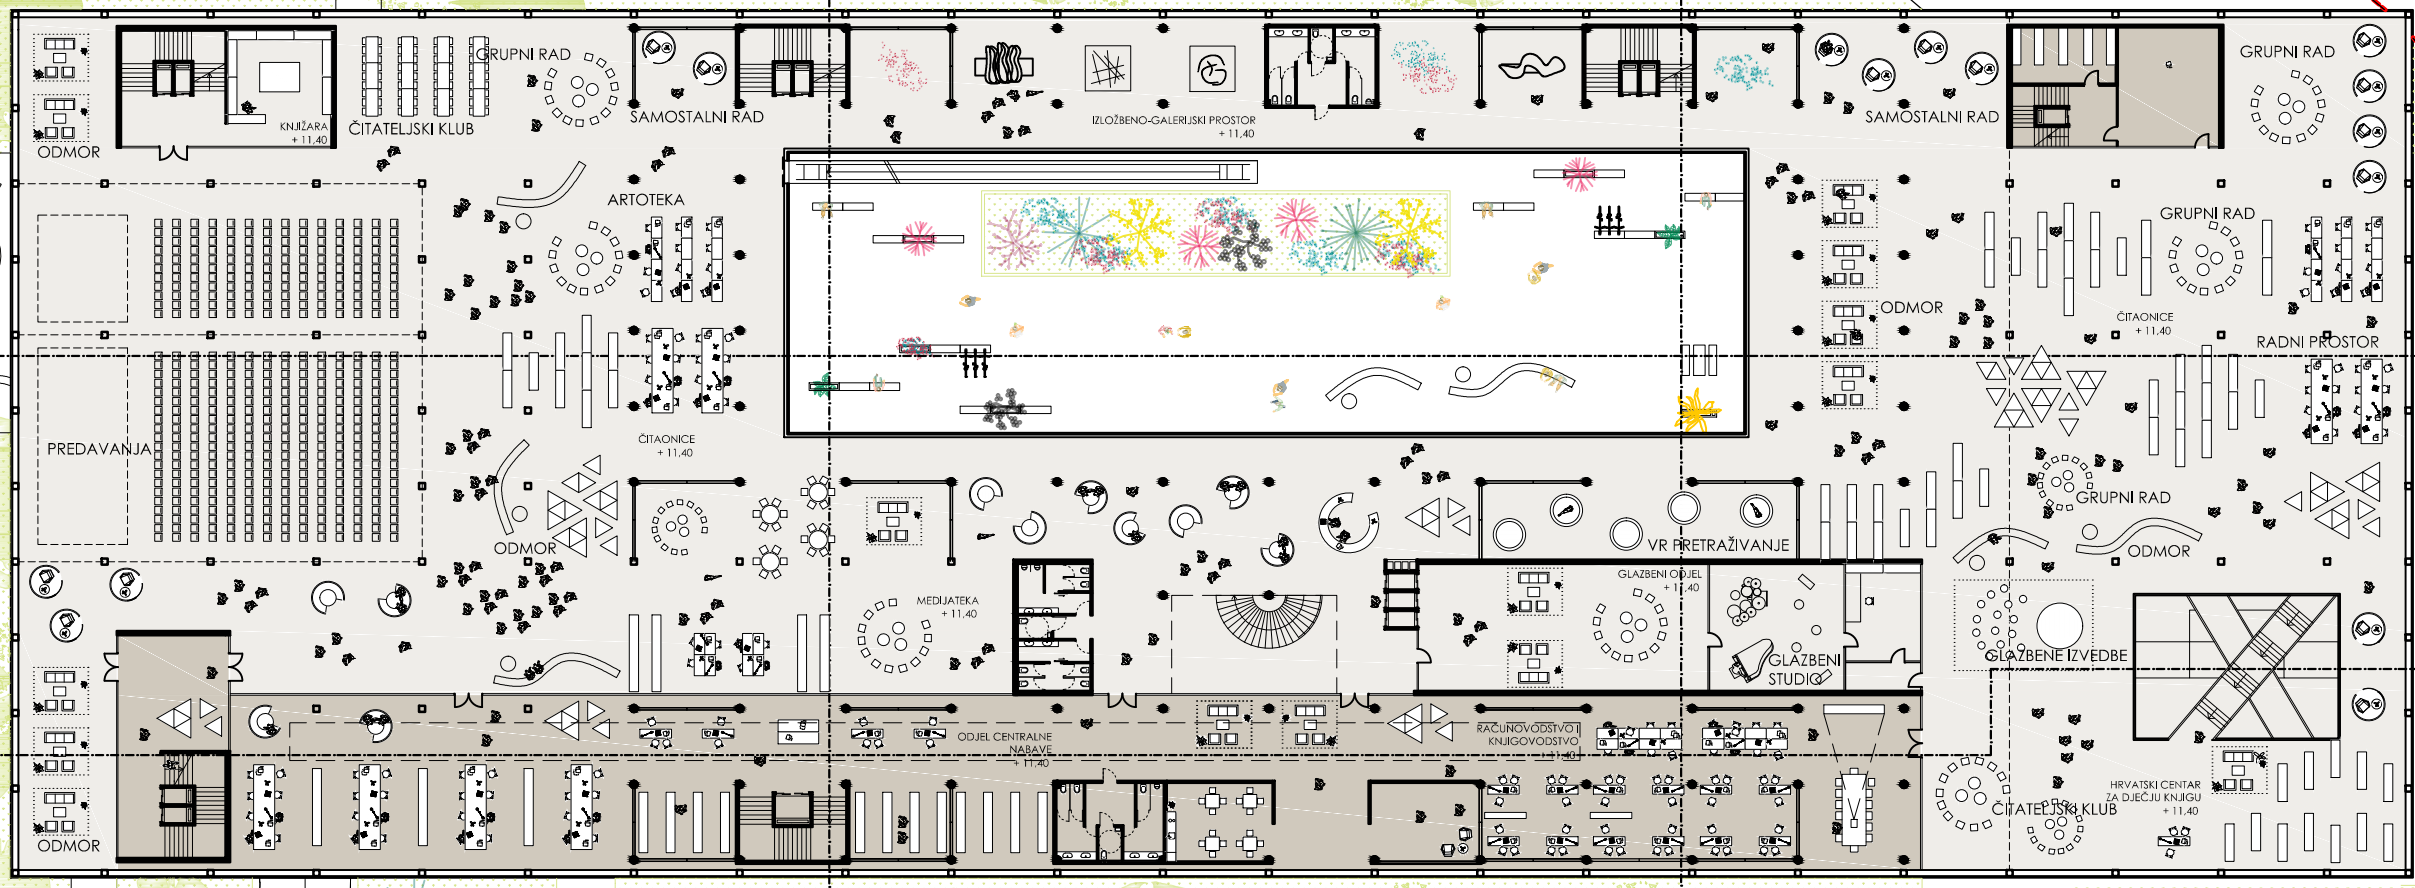 GRUPNI RAD
KNJIŽARA
+ 11,40
ČITATELJSKI KLUB
ODMOR
SAMOSTALNI RAD
IZLOŽBENO-GALERIJSKI PROSTOR
+ 11,40
SAMOSTALNI RAD
GRUPNI RAD
ARTOTEKA
GRUPNI RAD
ODMOR
ČITAONICE
+ 11,40
RADNI PROSTOR
PREDAVANJA
ČITAONICE
+ 11,40
GRUPNI RAD
ODMOR
VR PRETRAŽIVANJE
ODMOR
GLAZBENI ODJEL
+ 11,40
MEDIJATEKA
+ 11,40
GLAZBENI
STUDIO
GLAZBENE IZVEDBE
ODJEL CENTRALNE
NABAVE
+ 11,40
RAČUNOVODSTVO I
KNJIGOVODSTVO
+ 11,40
HRVATSKI CENTAR
ZA DJEČJU KNJIGU
+ 11,40
ČITATELJSKI KLUB
ODMOR